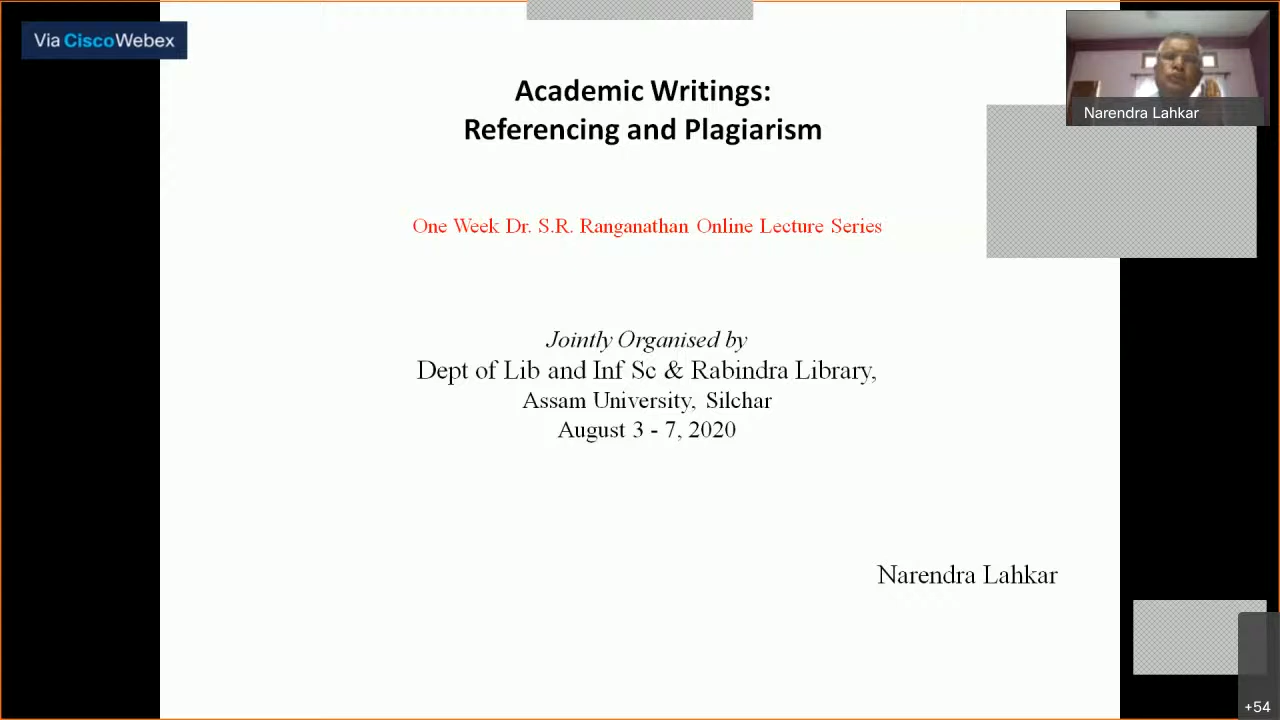 Via CiscoWebex
Narendra Lahkar
Academic Writings:
Referencing and Plagiarism
One Week Dr. S.R. Ranganathan Online Lecture Series
Jointly Organised by
Dept of Lib and Inf Sc & Rabindra Library,
Assam University, Silchar
August 3 - 7, 2020
Narendra Lahkar
+54